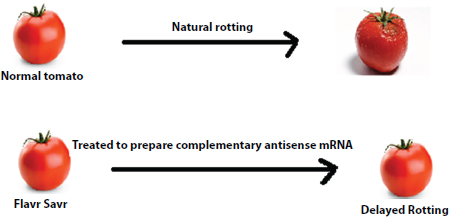 Natural rotting
Normal tomato
Treated to prepare complementary antisense mRNA
Flavr Savr
Delayed Rotting